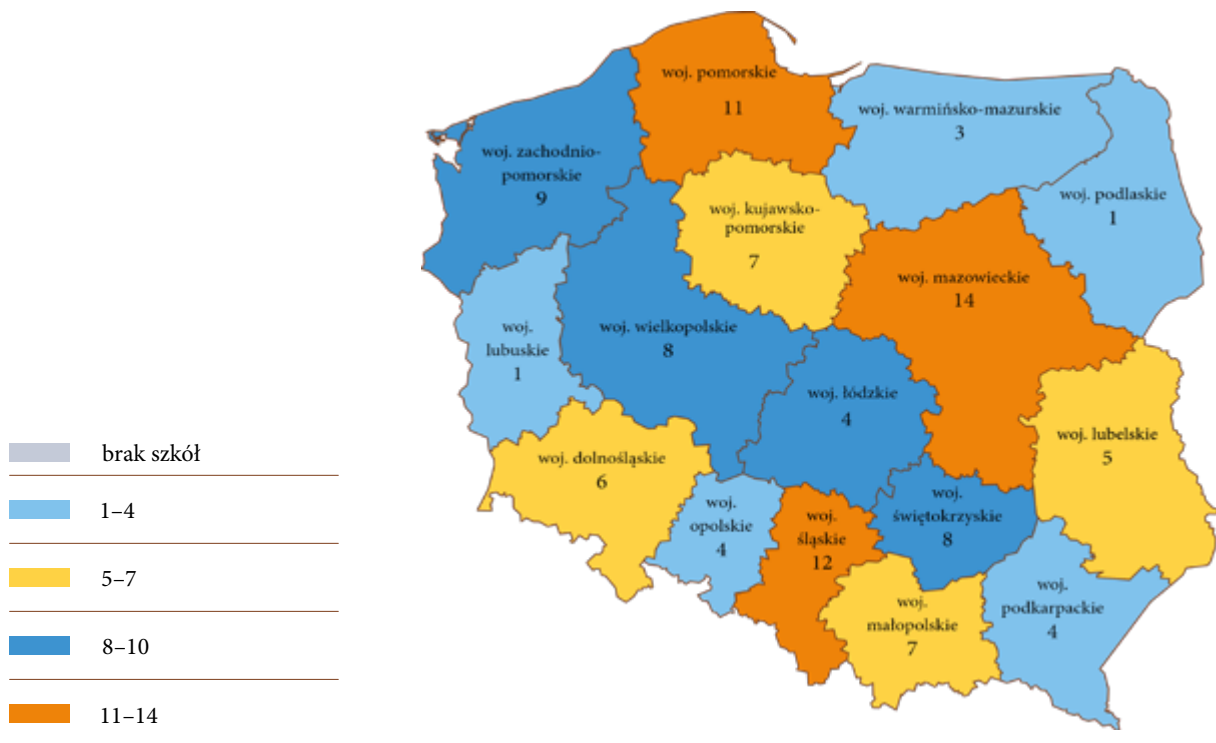 woj. pomorskie
11
woj. warmińsko-mazurskie
3
woj. zachodnio-
pomorskie
9
woj. podlaskie
1
woj. kujawsko-
pomorskie
7
woj. mazowieckie
14
woj.
lubuskie
1
woj. wielkopolskie
8
woj. łódzkie
4
woj. lubelskie
5
woj. dolnośląskie
6
woj.
opolskie
4
woj.
śląskie
12
woj.
świętokrzyskie
8
woj.
małopolskie
7
woj.
podkarpackie
4
brak szkół
1–4
5–7
8–10
11–14